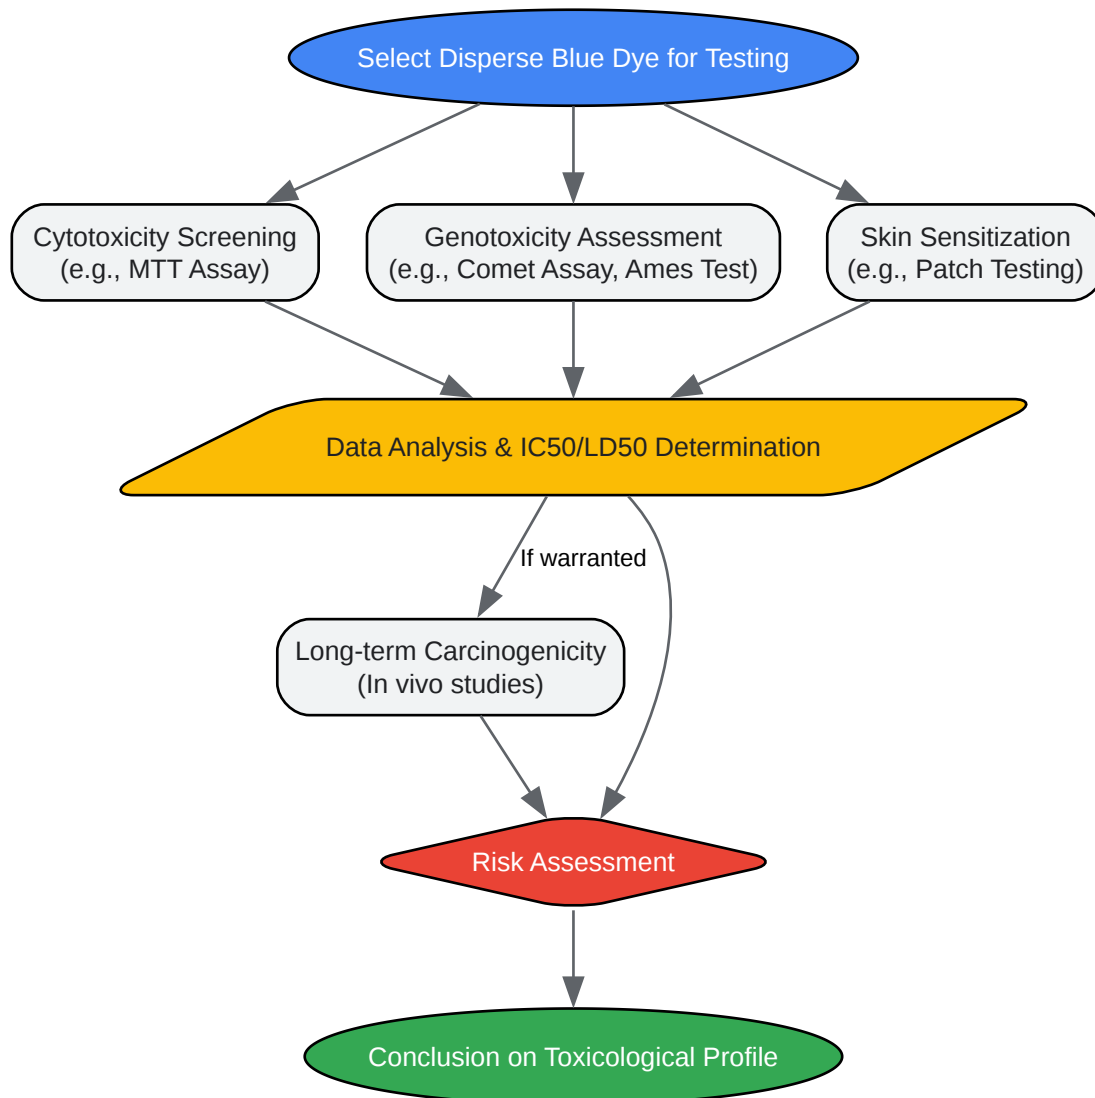 Select Disperse Blue Dye for Testing
Cytotoxicity Screening
(e.g., MTT Assay)
Genotoxicity Assessment
(e.g., Comet Assay, Ames Test)
Skin Sensitization
(e.g., Patch Testing)
Data Analysis & IC50/LD50 Determination
If warranted
Long-term Carcinogenicity
(In vivo studies)
Risk Assessment
Conclusion on Toxicological Profile